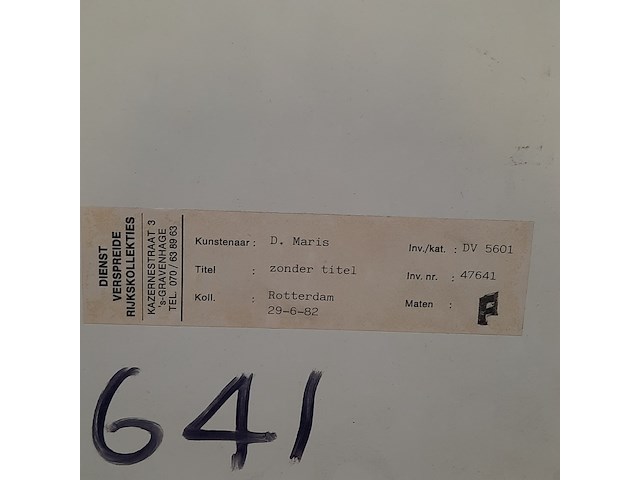 DIENST
VERSPREIDE
RIJKSKOLLEKTIES
KAZERNESTRAAT 3
's-GRAVENHAGE
TEL. 070/63 89 63
Kunstenaar : D. Maris Inv./kat. : DV 5601
Titel : zonder titel Inv. nr. : 47641
Koll. : Rotterdam Maten :
29-6-82
641